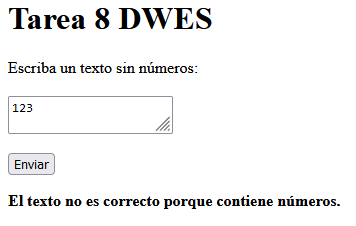 Tarea 8 DWES
Escriba un texto sin números:
123
Enviar
El texto no es correcto porque contiene números.